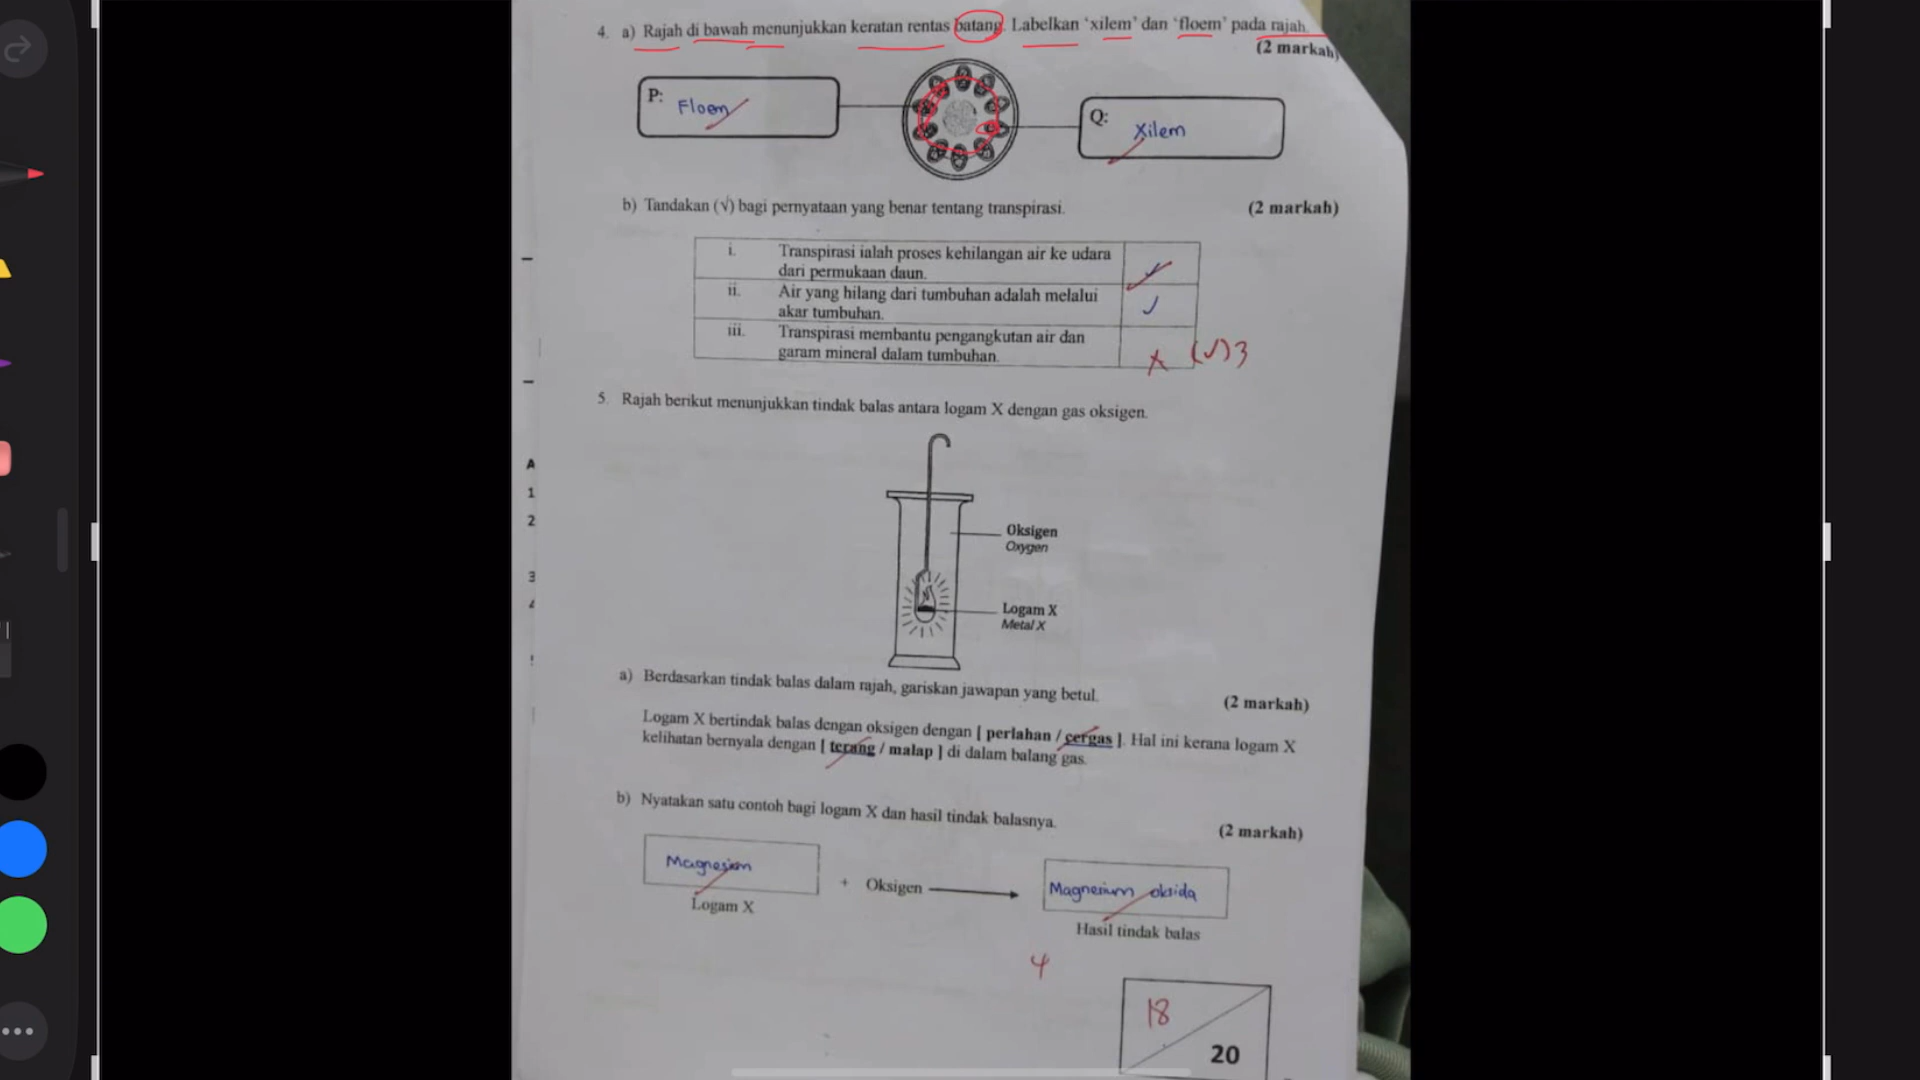 4. a) Rajah di bawah menunjukkan keratan rentas batang. Labelkan ‘xilem’ dan ‘floem’ pada rajah.
(2 markah)
P:
Floem
Q:
Xilem
b) Tandakan (√) bagi pernyataan yang benar tentang transpirasi.
(2 markah)
i. Transpirasi ialah proses kehilangan air ke udara
dari permukaan daun.
ii. Air yang hilang dari tumbuhan adalah melalui
akar tumbuhan.
iii. Transpirasi membantu pengangkutan air dan
garam mineral dalam tumbuhan.
(√) 3
5. Rajah berikut menunjukkan tindak balas antara logam X dengan gas oksigen.
A
1
2
3
Oksigen
Oxygen
Logam X
Metal X
a) Berdasarkan tindak balas dalam rajah, gariskan jawapan yang betul.
(2 markah)
Logam X bertindak balas dengan oksigen dengan [ perlahan / cergas ]. Hal ini kerana logam X
kelihatan bernyala dengan [ terang / malap ] di dalam balang gas.
b) Nyatakan satu contoh bagi logam X dan hasil tindak balasnya.
(2 markah)
Magnesium
+ Oksigen
Magnesium oksida
Logam X
Hasil tindak balas
4
18
20